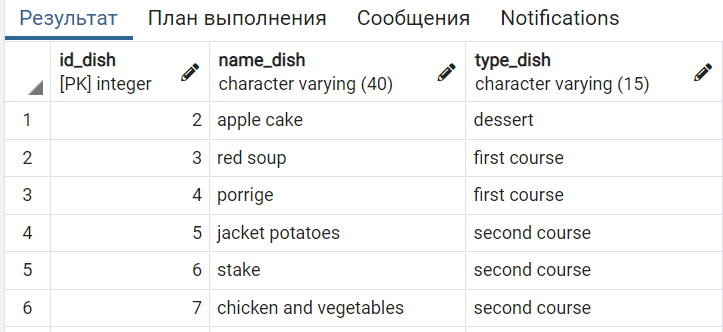 Результат План выполнения Сообщения Notifications
id_dish name_dish type_dish
[PK] integer character varying (40) character varying (15)
1 2 apple cake dessert
2 3 red soup first course
3 4 porrige first course
4 5 jacket potatoes second course
5 6 stake second course
6 7 chicken and vegetables second course